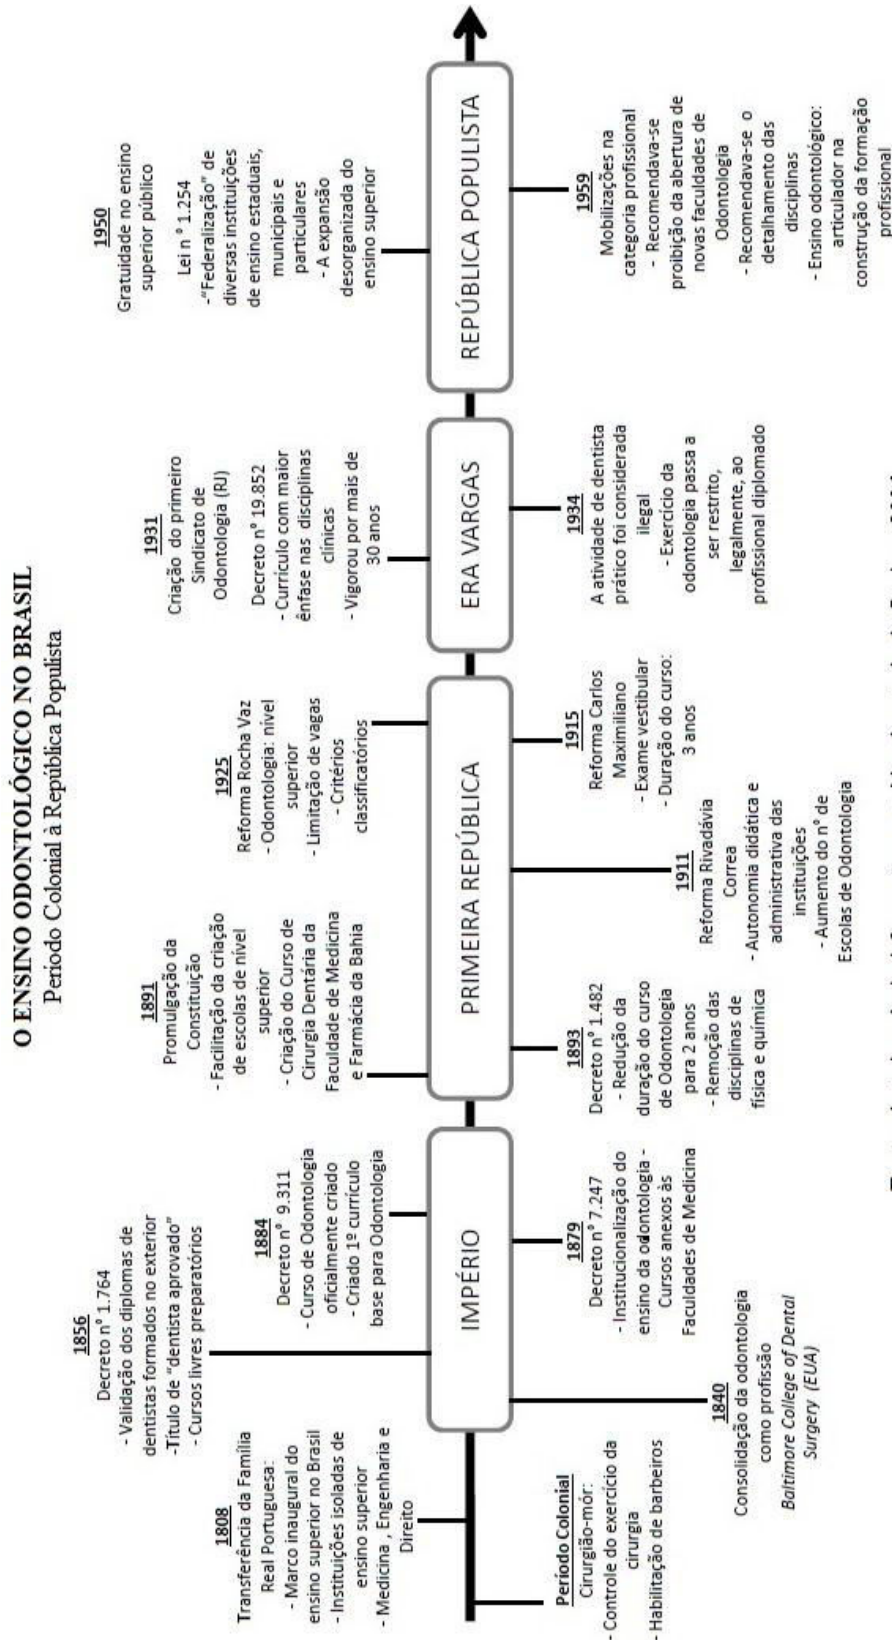 O ENSINO ODONTOLÓGICO NO BRASIL
Período Colonial à República Populista
1808
Transferência da Família
Real Portuguesa:
- Marco inaugural do
ensino superior no Brasil
- Instituições isoladas de
ensino superior
- Medicina , Engenharia e
Direito
1856
Decreto n° 1.764
- Validação dos diplomas de
dentistas formados no exterior
-Título de "dentista aprovado"
- Cursos livres preparatórios
1884
Decreto n° 9.311
- Curso de Odontologia
oficialmente criado
- Criado 1º currículo
base para Odontologia
1891
Promulgação da
Constituição
- Facilitação da criação
de escolas de nível
superior
- Criação do Curso de
Cirurgia Dentária da
Faculdade de Medicina
e Farmácia da Bahia
1925
Reforma Rocha Vaz
- Odontologia: nível
superior
- Limitação de vagas
- Critérios
classificatórios
1931
Criação do primeiro
Sindicato de
Odontologia (RJ)
Decreto n° 19.852
- Currículo com maior
ênfase nas disciplinas
clínicas
- Vigorou por mais de
30 anos
1950
Gratuidade no ensino
superior público
Lei n ° 1.254
-"Federalização" de
diversas instituições
de ensino estaduais,
municipais e
particulares
- A expansão
desorganizada do
ensino superior
IMPÉRIO
PRIMEIRA REPÚBLICA
ERA VARGAS
REPÚBLICA POPULISTA
Período Colonial
Cirurgião-mór:
- Controle do exercício da
cirurgia
- Habilitação de barbeiros
1840
Consolidação da odontologia
como profissão
Baltimore College of Dental
Surgery (EUA)
1879
Decreto n° 7.247
- Institucionalização do
ensino da odontologia -
Cursos anexos às
Faculdades de Medicina
1893
Decreto n° 1.482
- Redução da
duração do curso
de Odontologia
para 2 anos
- Remoção das
disciplinas de
física e química
1911
Reforma Rivadávia
Correa
- Autonomia didática e
administrativa das
instituições
- Aumento do n° de
Escolas de Odontologia
1915
Reforma Carlos
Maximiliano
- Exame vestibular
- Duração do curso:
3 anos
1934
A atividade de dentista
prático foi considerada
ilegal
- Exercício da
odontologia passa a
ser restrito,
legalmente, ao
profissional diplomado
1959
Mobilizações na
categoria profissional
- Recomendava-se
proibição da abertura de
novas faculdades de
Odontologia
- Recomendava-se o
detalhamento das
disciplinas
- Ensino odontológico:
articulador na
construção da formação
profissional